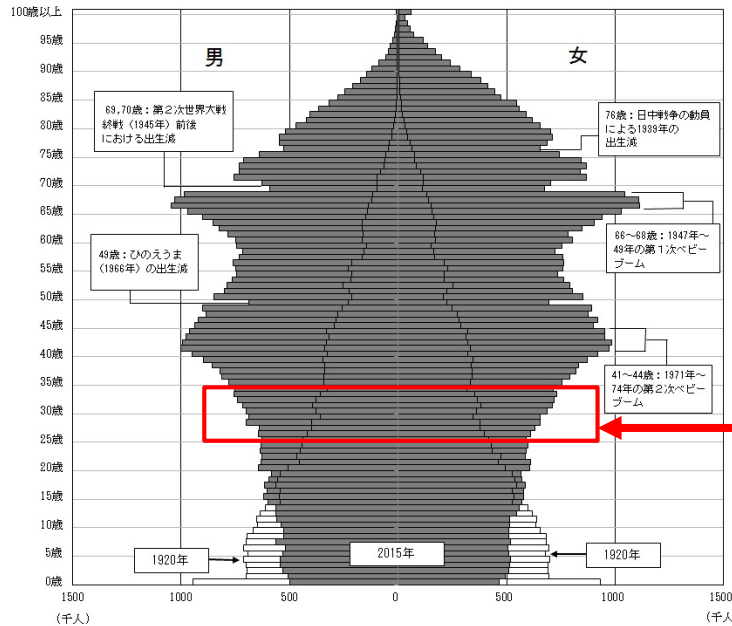 100歳以上
95歳
90歳
85歳
80歳
75歳
70歳
65歳
60歳
55歳
50歳
45歳
40歳
35歳
30歳
25歳
20歳
15歳
10歳
5歳
0歳
男
女
69,70歳：第２次世界大戦
終戦（1945年）前後
における出生減
76歳：日中戦争の動員
による1939年の
出生減
66～68歳：1947年～
49年の第１次ベビー
ブーム
49歳：ひのえうま
（1966年）の出生減
41～44歳：1971年～
74年の第２次ベビー
ブーム
1920年
2015年
1920年
1500
1000
500
0
500
1000
1500
（千人）
（千人）